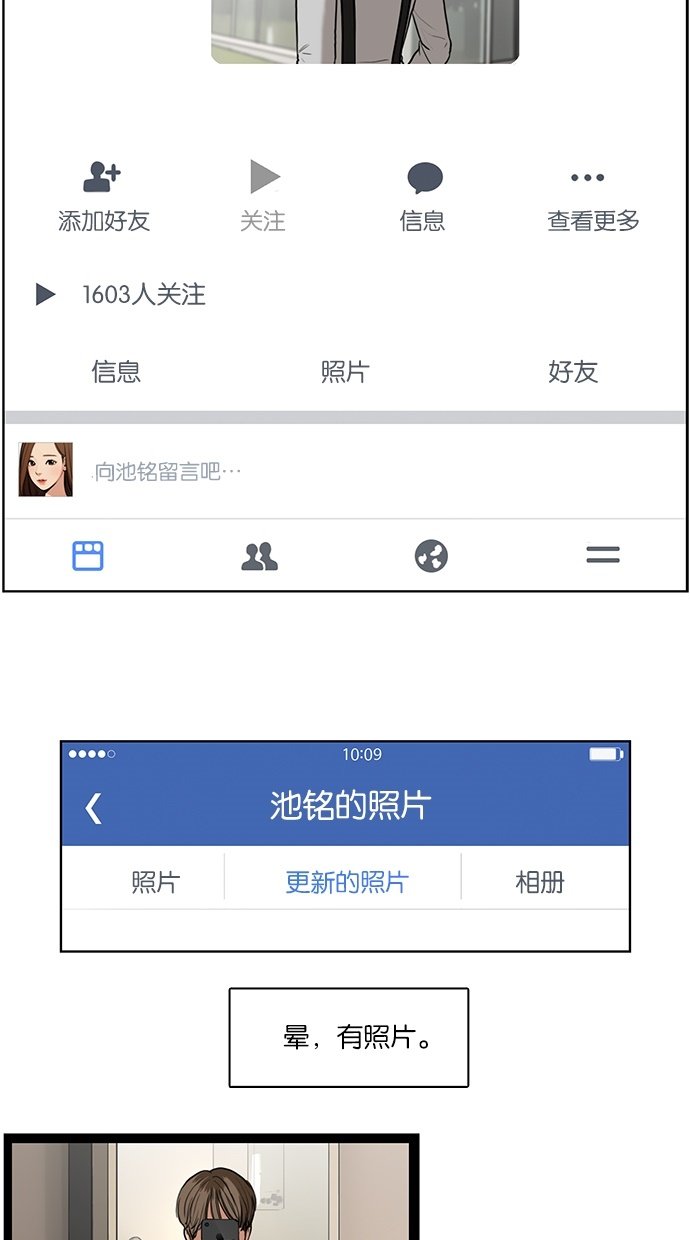 添加好友 关注 信息 查看更多
1603人关注
信息 照片 好友
向池铭留言吧…
10:09
池铭的照片
照片 更新的照片 相册
晕，有照片。